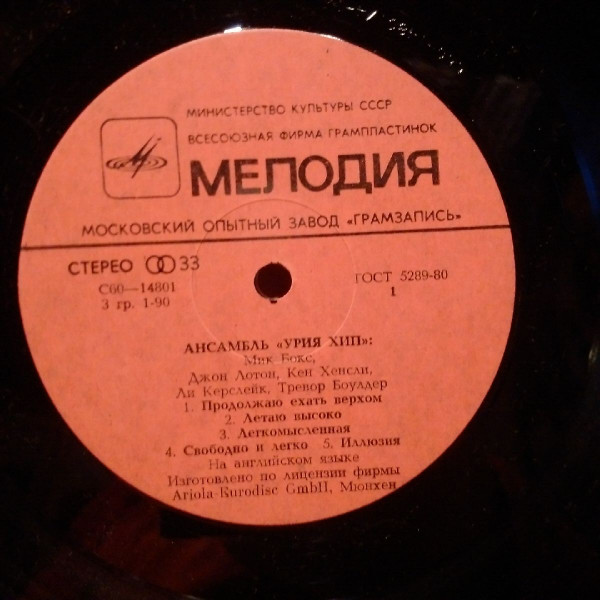 МИНИСТЕРСТВО КУЛЬТУРЫ СССР
ВСЕСОЮЗНАЯ ФИРМА ГРАМПЛАСТИНОК
МЕЛОДИЯ
МОСКОВСКИЙ ОПЫТНЫЙ ЗАВОД «ГРАМЗАПИСЬ»
СТЕРЕО 33
С60—14801
3 гр. 1-90
ГОСТ 5289-80
1
АНСАМБЛЬ «УРИЯ ХИП»:
Мик Бокс,
Джон Лотон, Кен Хенсли,
Ли Керслейк, Тревор Боулдер
1. Продолжаю ехать верхом
2. Летаю высоко
3. Легкомысленная
4. Свободно и легко 5. Иллюзия
На английском языке
Изготовлено по лицензии фирмы
Ariola-Eurodisc GmbH, Мюнхен